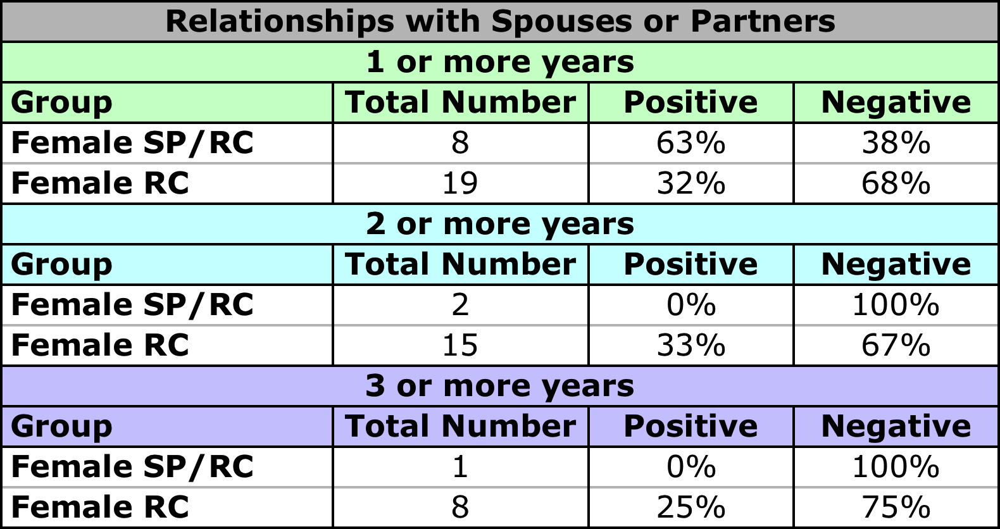 Relationships with Spouses or Partners
1 or more years
Group Total Number Positive Negative
Female SP/RC 8 63% 38%
Female RC 19 32% 68%
2 or more years
Group Total Number Positive Negative
Female SP/RC 2 0% 100%
Female RC 15 33% 67%
3 or more years
Group Total Number Positive Negative
Female SP/RC 1 0% 100%
Female RC 8 25% 75%